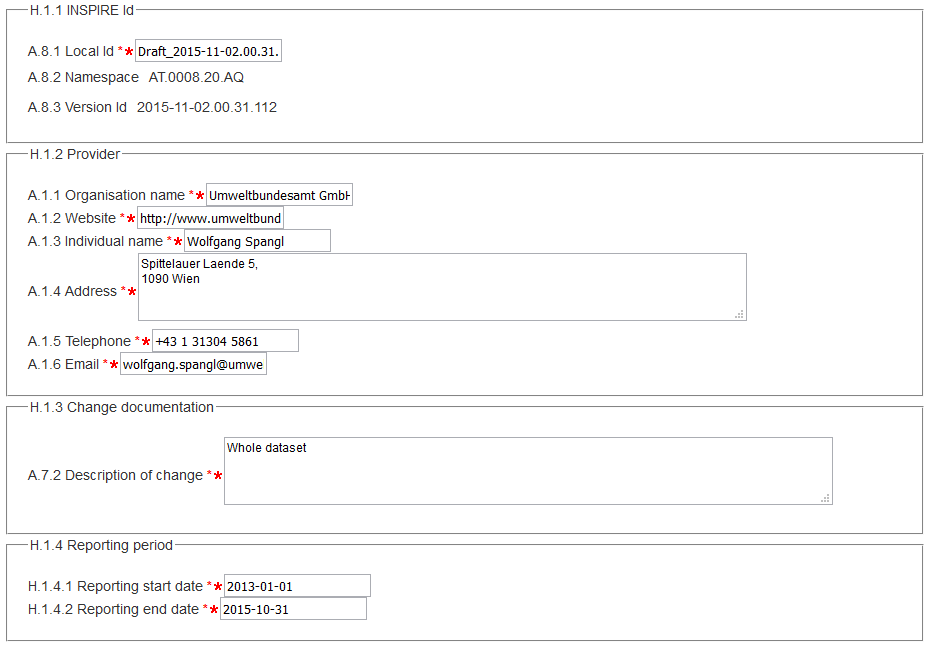 H.1.1 INSPIRE Id
A.8.1 Local Id ** Draft_2015-11-02.00.31.
A.8.2 Namespace AT.0008.20.AQ
A.8.3 Version Id 2015-11-02.00.31.112
H.1.2 Provider
A.1.1 Organisation name ** Umweltbundesamt GmbH
A.1.2 Website ** http://www.umweltbund
A.1.3 Individual name ** Wolfgang Spangl
Spittelauer Laende 5,
1090 Wien
A.1.4 Address **
A.1.5 Telephone ** +43 1 31304 5861
A.1.6 Email ** wolfgang.spangl@umwe
H.1.3 Change documentation
Whole dataset
A.7.2 Description of change **
H.1.4 Reporting period
H.1.4.1 Reporting start date ** 2013-01-01
H.1.4.2 Reporting end date ** 2015-10-31